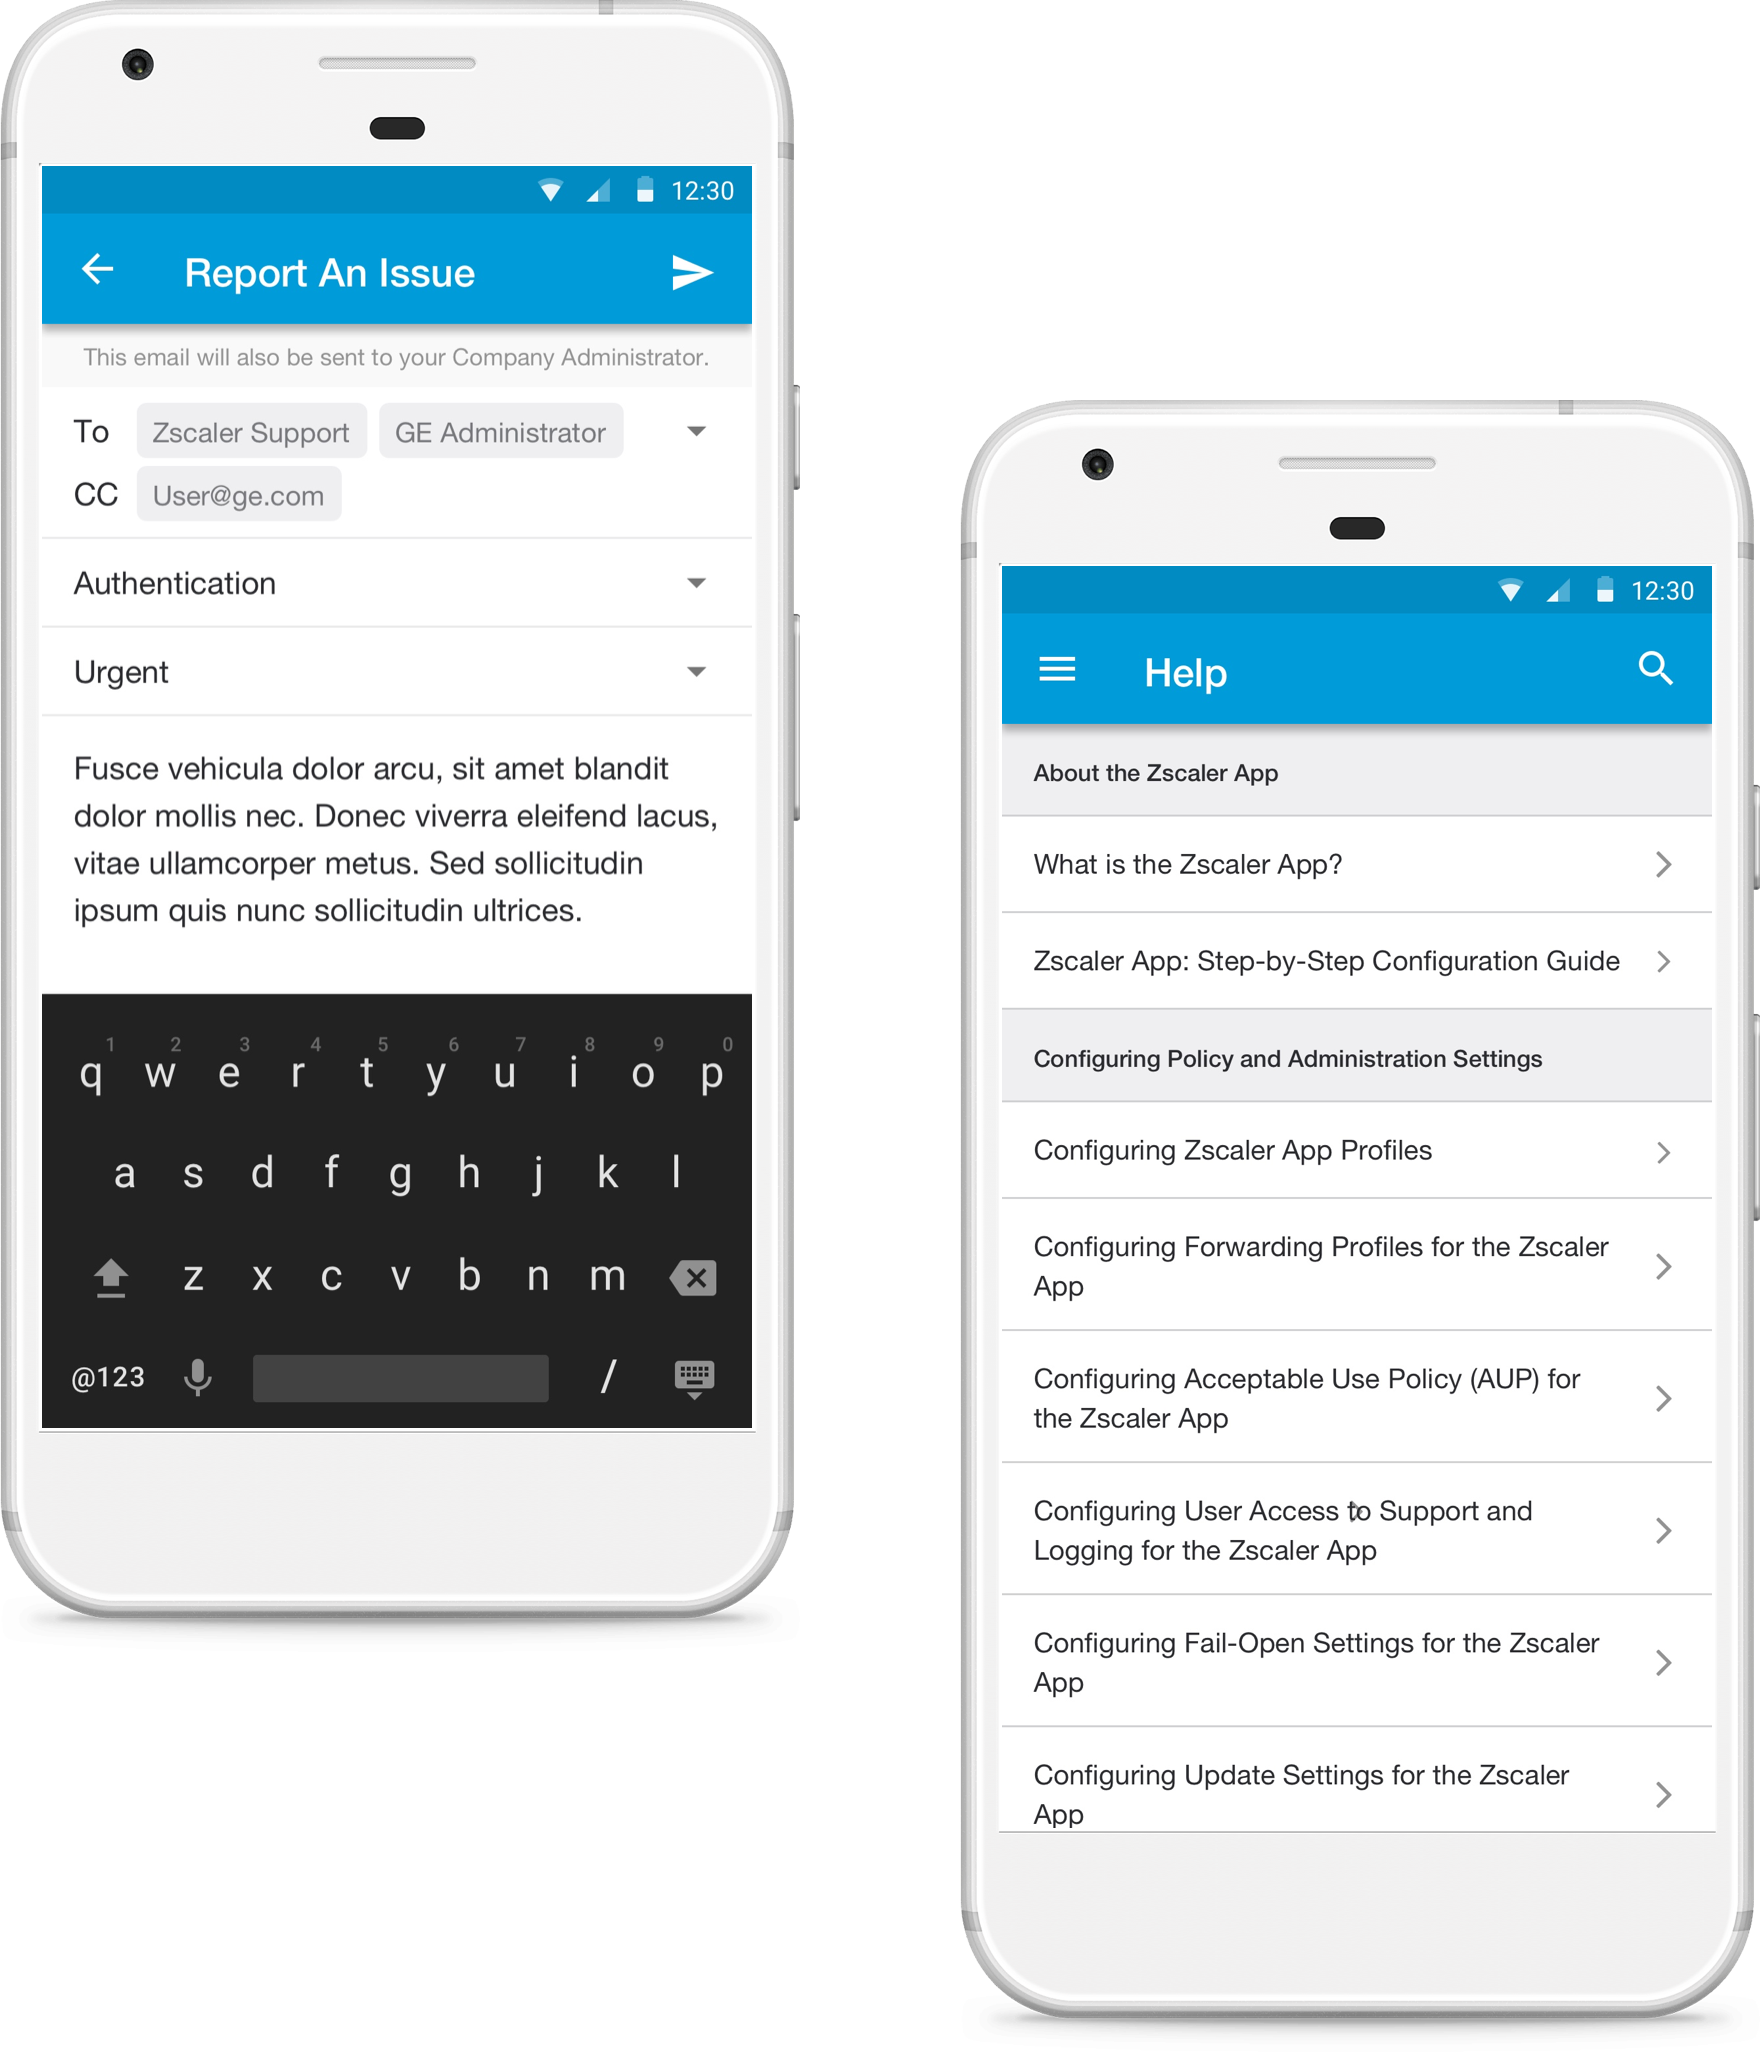 12:30
Report An Issue
This email will also be sent to your Company Administrator.
To Zscaler Support GE Administrator
CC User@ge.com
Authentication
Urgent
Fusce vehicula dolor arcu, sit amet blandit
dolor mollis nec. Donec viverra eleifend lacus,
vitae ullamcorper metus. Sed sollicitudin
ipsum quis nunc sollicitudin ultrices.
1 2 3 4 5 6 7 8 9 0
q w e r t y u i o p
a s d f g h j k l
z x c v b n m
@123 /
12:30
Help
About the Zscaler App
What is the Zscaler App?
Zscaler App: Step-by-Step Configuration Guide
Configuring Policy and Administration Settings
Configuring Zscaler App Profiles
Configuring Forwarding Profiles for the Zscaler
App
Configuring Acceptable Use Policy (AUP) for
the Zscaler App
Configuring User Access to Support and
Logging for the Zscaler App
Configuring Fail-Open Settings for the Zscaler
App
Configuring Update Settings for the Zscaler
App